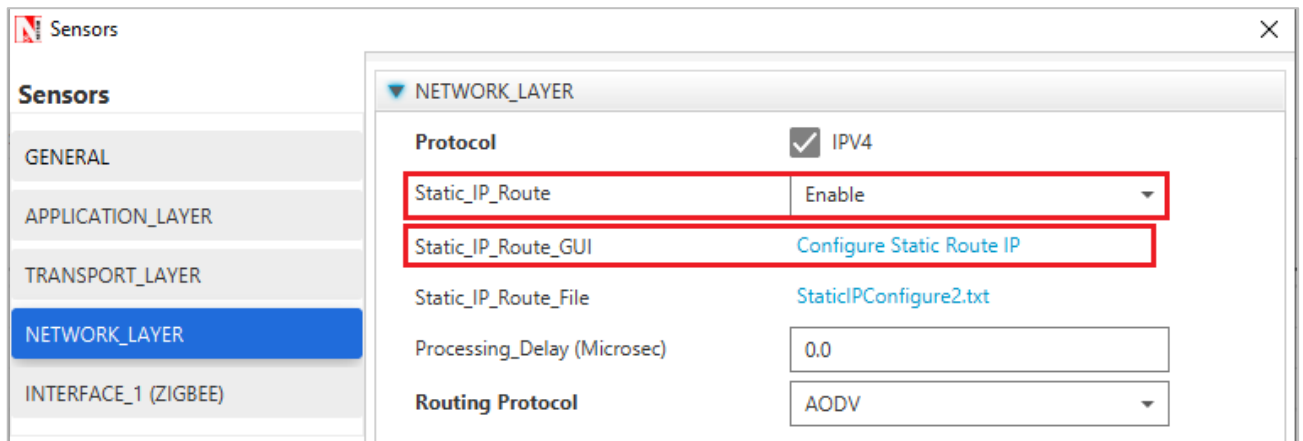 Sensors
Sensors
GENERAL
APPLICATION_LAYER
TRANSPORT_LAYER
NETWORK_LAYER
INTERFACE_1 (ZIGBEE)
NETWORK_LAYER
Protocol IPV4
Static_IP_Route Enable
Static_IP_Route_GUI Configure Static Route IP
Static_IP_Route_File StaticIPConfigure2.txt
Processing_Delay (Microsec) 0.0
Routing Protocol AODV